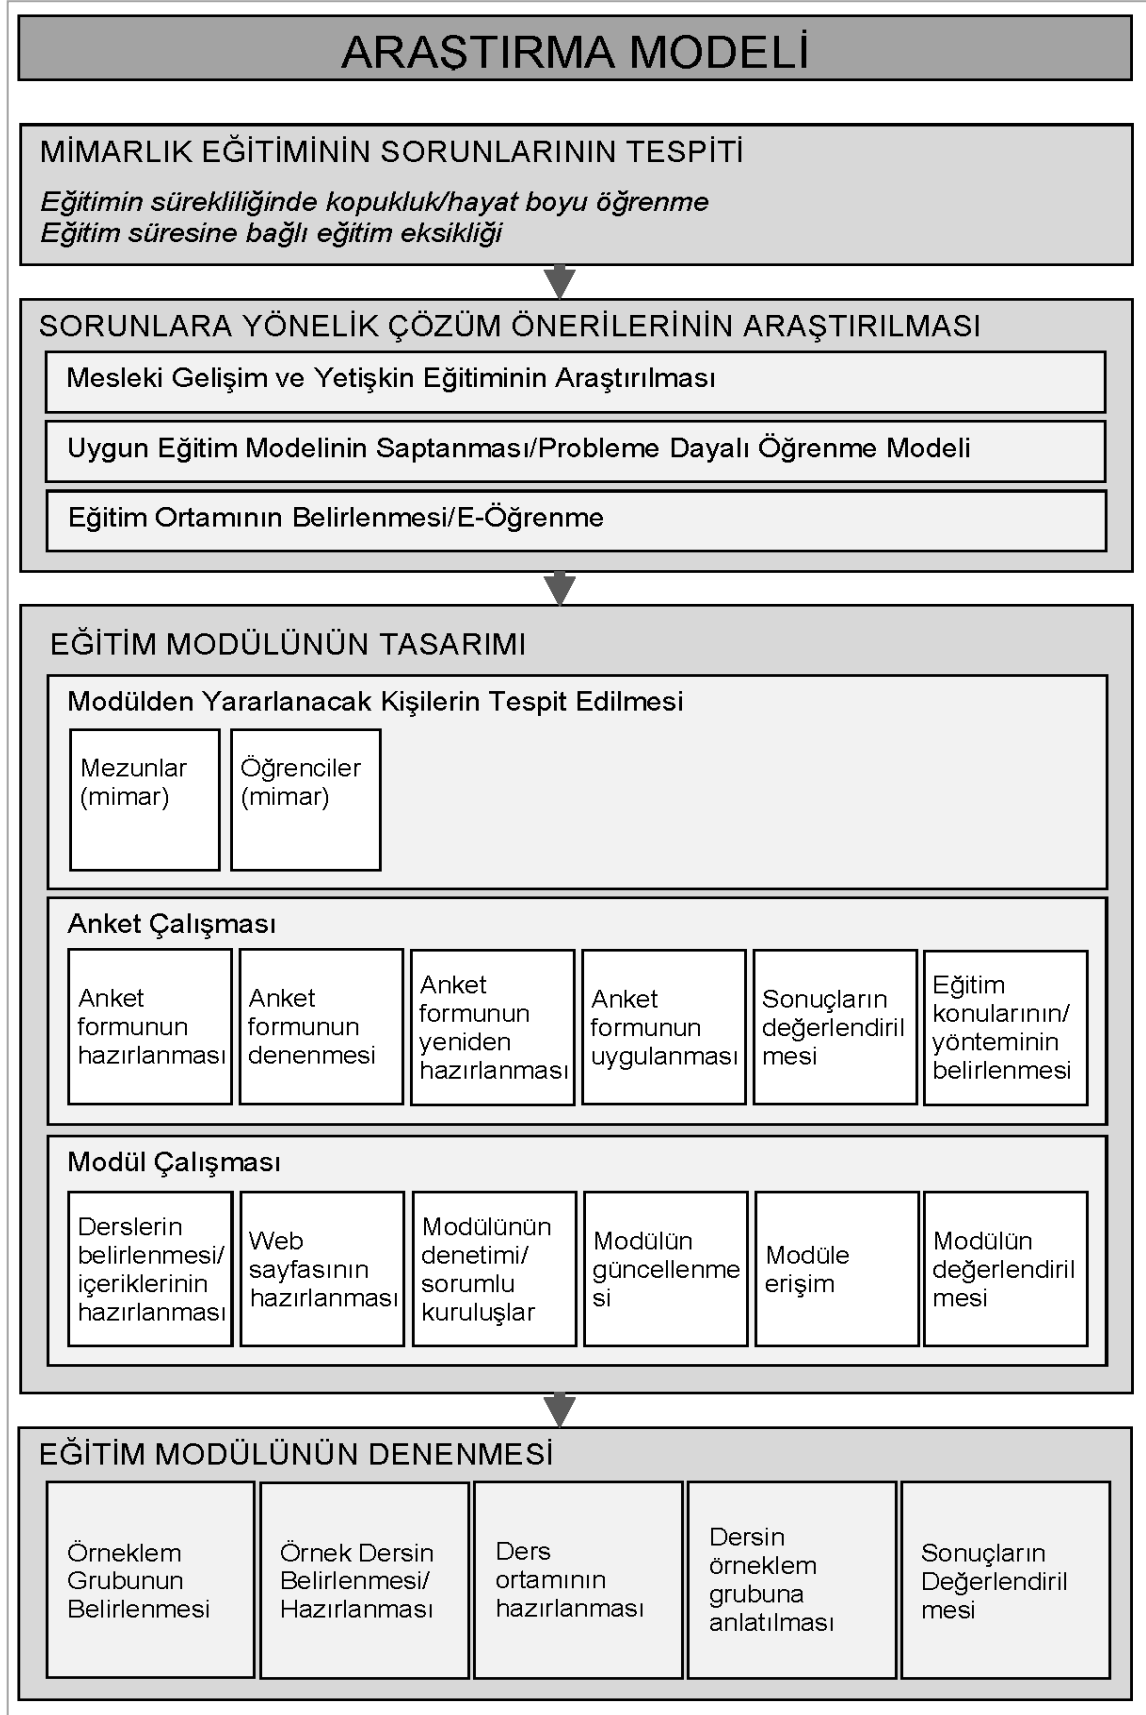 ARAŞTIRMA MODELİ
MİMARLIK EĞİTİMİNİN SORUNLARININ TESPİTİ
Eğitimin sürekliliğinde kopukluk/hayat boyu öğrenme
Eğitim süresine bağlı eğitim eksikliği
SORUNLARA YÖNELİK ÇÖZÜM ÖNERİLERİNİN ARAŞTIRILMASI
Mesleki Gelişim ve Yetişkin Eğitiminin Araştırılması
Uygun Eğitim Modelinin Saptanması/Probleme Dayalı Öğrenme Modeli
Eğitim Ortamının Belirlenmesi/E-Öğrenme
EĞİTİM MODÜLÜNÜN TASARIMI
Modülden Yararlanacak Kişilerin Tespit Edilmesi
Mezunlar
(mimar)
Öğrenciler
(mimar)
Anket Çalışması
Anket
formunun
hazırlanması
Anket
formunun
denenmesi
Anket
formunun
yeniden
hazırlanması
Anket
formunun
uygulanması
Sonuçların
değerlendiril
mesi
Eğitim
konularının/
yönteminin
belirlenmesi
Modül Çalışması
Derslerin
belirlenmesi/
içeriklerinin
hazırlanması
Web
sayfasının
hazırlanması
Modülünün
denetimi/
sorumlu
kuruluşlar
Modülün
güncellenme
si
Modüle
erişim
Modülün
değerlendiril
mesi
EĞİTİM MODÜLÜNÜN DENENMESİ
Örneklem
Grubunun
Belirlenmesi
Örnek Dersin
Belirlenmesi/
Hazırlanması
Ders
ortamının
hazırlanması
Dersin
örneklem
grubuna
anlatılması
Sonuçların
Değerlendiril
mesi